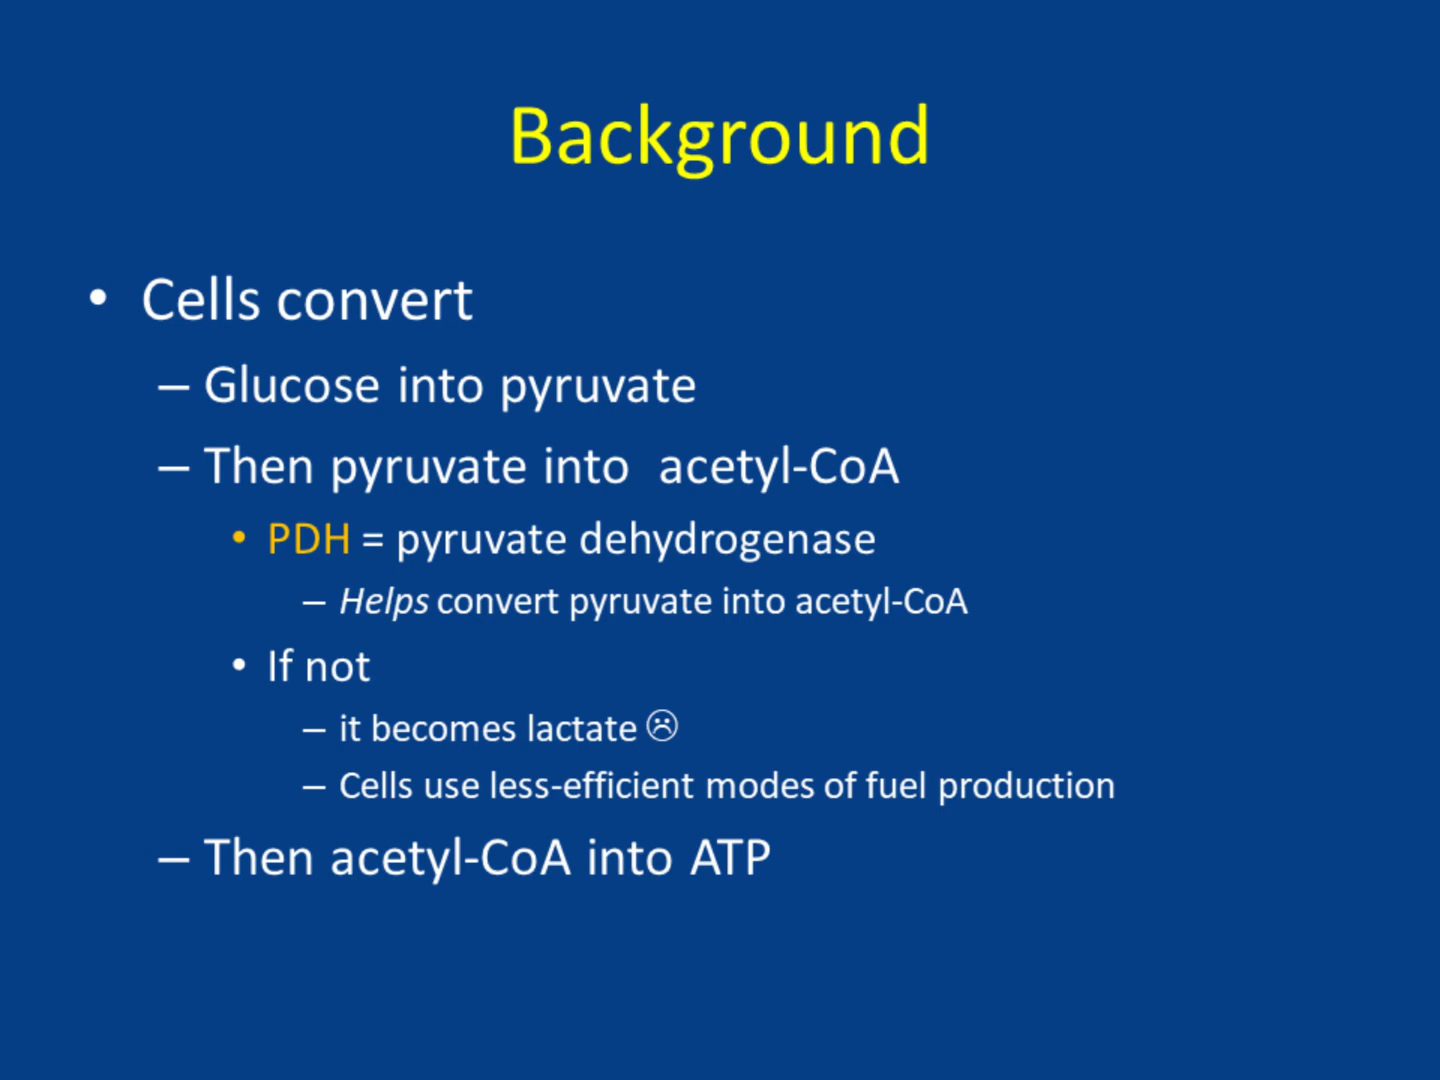 Background
• Cells convert
– Glucose into pyruvate
– Then pyruvate into  acetyl-CoA
• PDH = pyruvate dehydrogenase
– Helps convert pyruvate into acetyl-CoA
• If not
– it becomes lactate ☹
– Cells use less-efficient modes of fuel production
– Then acetyl-CoA into ATP